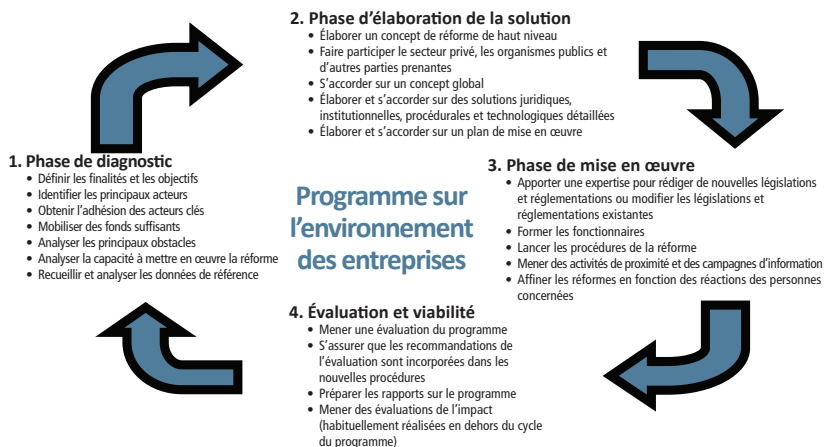 1. Phase de diagnostic
• Définir les finalités et les objectifs
• Identifier les principaux acteurs
• Obtenir l’adhésion des acteurs clés
• Mobiliser des fonds suffisants
• Analyser les principaux obstacles
• Analyser la capacité à mettre en œuvre la réforme
• Recueillir et analyser les données de référence
2. Phase d’élaboration de la solution
• Élaborer un concept de réforme de haut niveau
• Faire participer le secteur privé, les organismes publics et
d’autres parties prenantes
• S’accorder sur un concept global
• Élaborer et s’accorder sur des solutions juridiques,
institutionnelles, procédurales et technologiques détaillées
• Élaborer et s’accorder sur un plan de mise en œuvre
3. Phase de mise en œuvre
• Apporter une expertise pour rédiger de nouvelles législations
et réglementations ou modifier les législations et
réglementations existantes
• Former les fonctionnaires
• Lancer les procédures de la réforme
• Mener des activités de proximité et des campagnes d’information
• Affiner les réformes en fonction des réactions des personnes
concernées
4. Évaluation et viabilité
• Mener une évaluation du programme
• S’assurer que les recommandations de
l’évaluation sont incorporées dans les
nouvelles procédures
• Préparer les rapports sur le programme
• Mener des évaluations de l’impact
(habituellement réalisées en dehors du cycle
du programme)
Programme sur
l’environnement
des entreprises